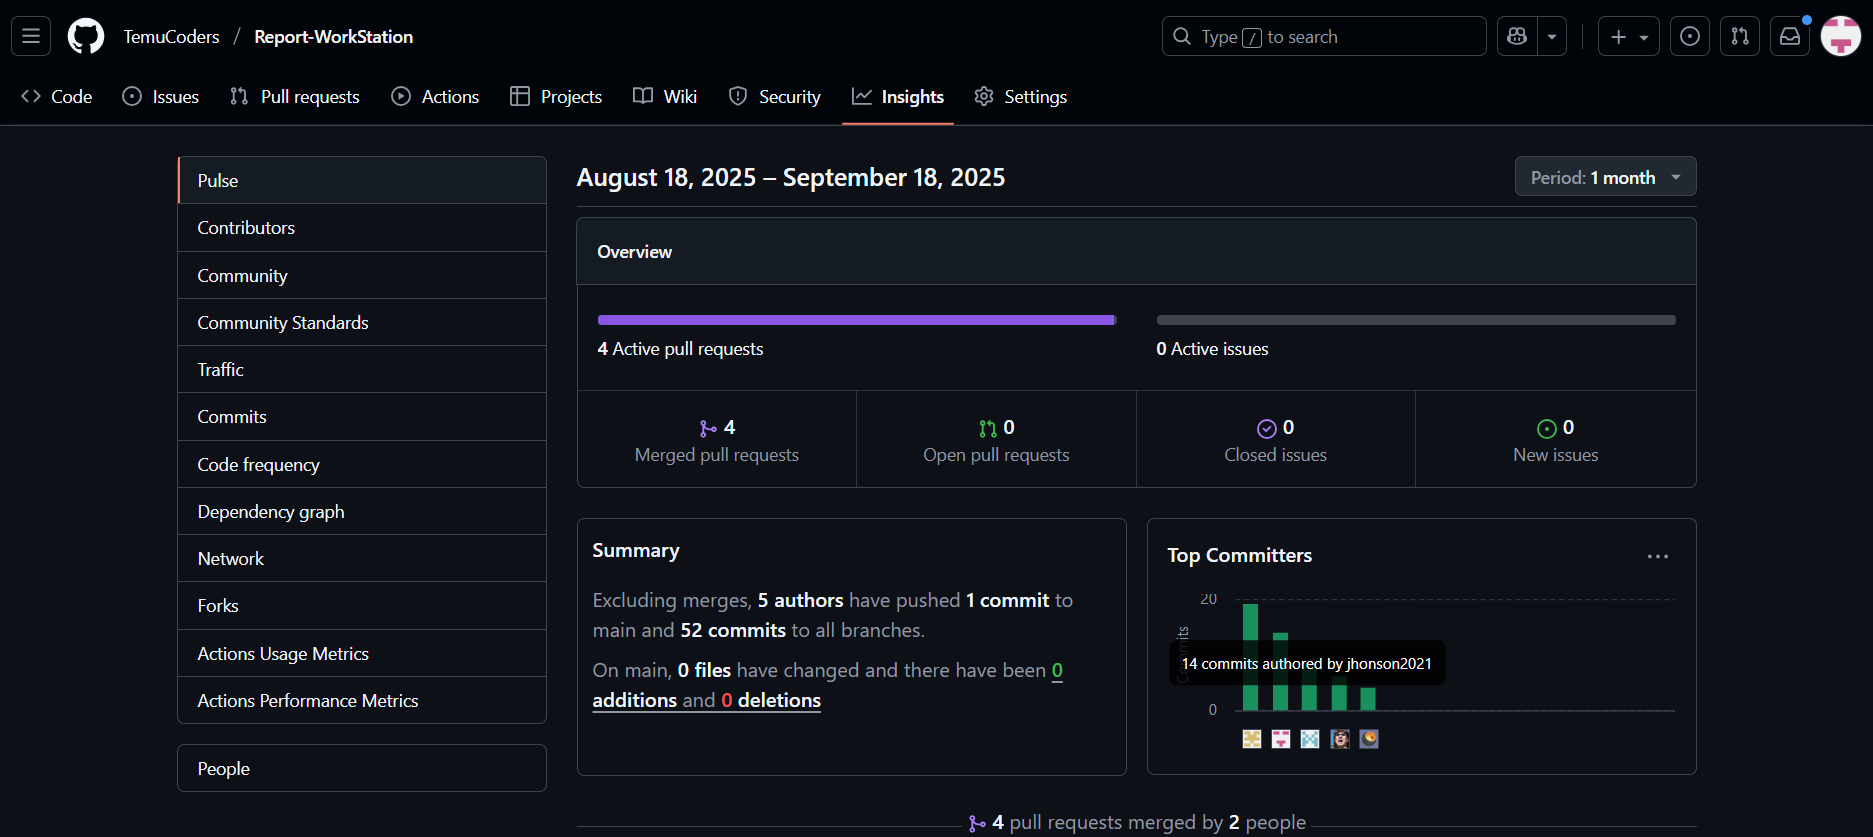 TemuCoders / Report-WorkStation
Type / to search
Code Issues Pull requests Actions Projects Wiki Security Insights Settings
Pulse
Contributors
Community
Community Standards
Traffic
Commits
Code frequency
Dependency graph
Network
Forks
Actions Usage Metrics
Actions Performance Metrics
People
August 18, 2025 – September 18, 2025
Period: 1 month
Overview
4 Active pull requests
0 Active issues
4
Merged pull requests
0
Open pull requests
0
Closed issues
0
New issues
Summary
Excluding merges, 5 authors have pushed 1 commit to
main and 52 commits to all branches.
On main, 0 files have changed and there have been 0
additions and 0 deletions
Top Committers
20
14 commits authored by jhonson2021
0
4 pull requests merged by 2 people